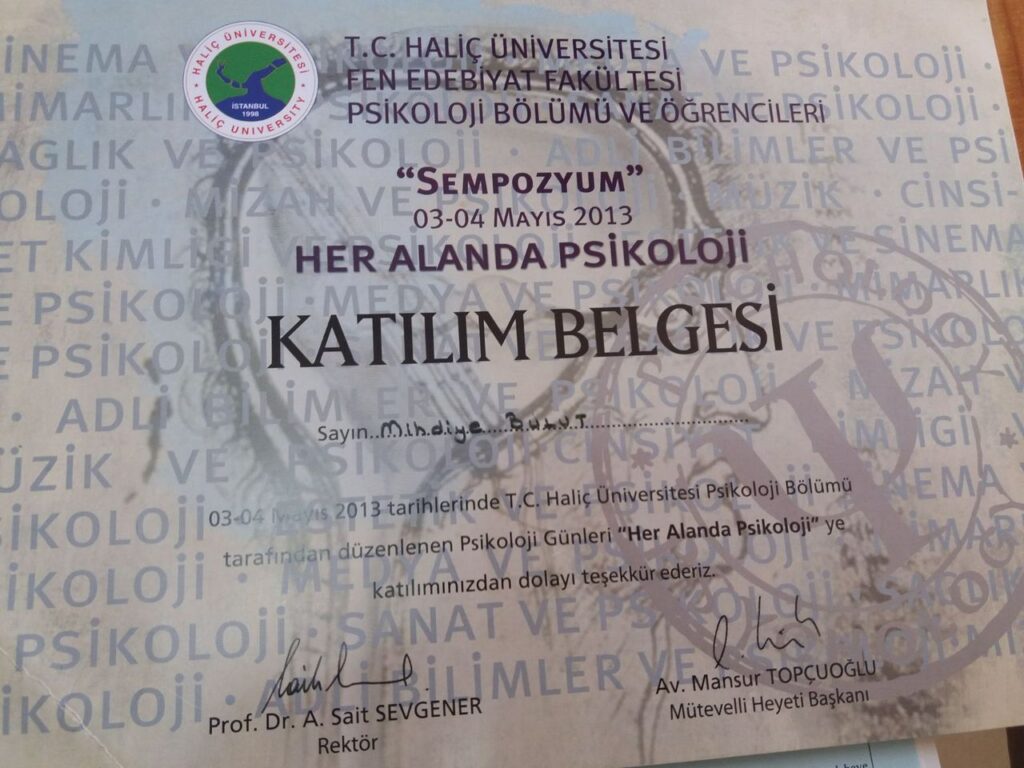 HALİÇ ÜNİVERSİTESİ
İSTANBUL
1998
HALİÇ UNIVERSITY
T.C. HALİÇ ÜNİVERSİTESİ
FEN EDEBİYAT FAKÜLTESİ
PSİKOLOJİ BÖLÜMÜ VE ÖĞRENCİLERİ
“SEMPOZYUM”
03-04 MAYIS 2013
HER ALANDA PSİKOLOJİ
KATILIM BELGESİ
Sayın..Mihdiye....BuluT
03-04 Mayıs 2013 tarihlerinde T.C. Haliç Üniversitesi Psikoloji Bölümü
tarafından düzenlenen Psikoloji Günleri “Her Alanda Psikoloji” ye
katılımınızdan dolayı teşekkür ederiz.
Prof. Dr. A. Sait SEVGENER
Rektör
Av. Mansur TOPÇUOĞLU
Mütevelli Heyeti Başkanı